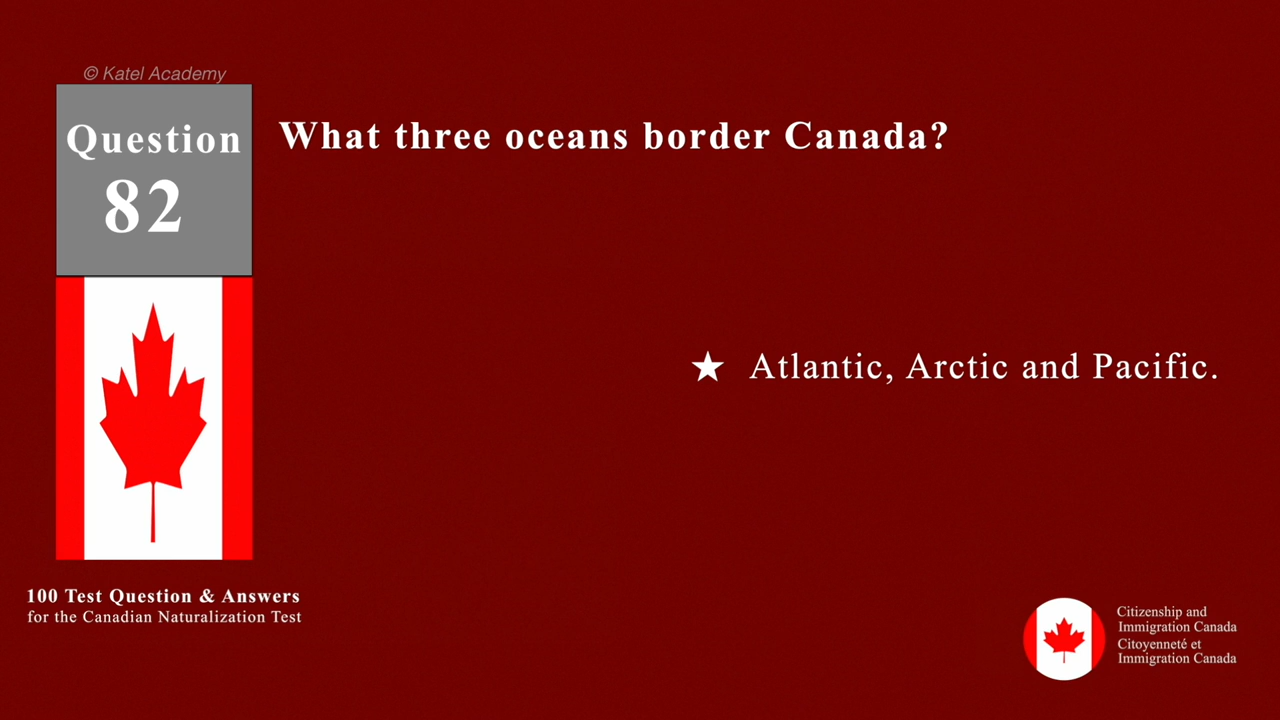 © Katel Academy
Question
82
What three oceans border Canada?
★ Atlantic, Arctic and Pacific.
100 Test Question & Answers
for the Canadian Naturalization Test
Citizenship and
Immigration Canada
Citoyenneté et
Immigration Canada